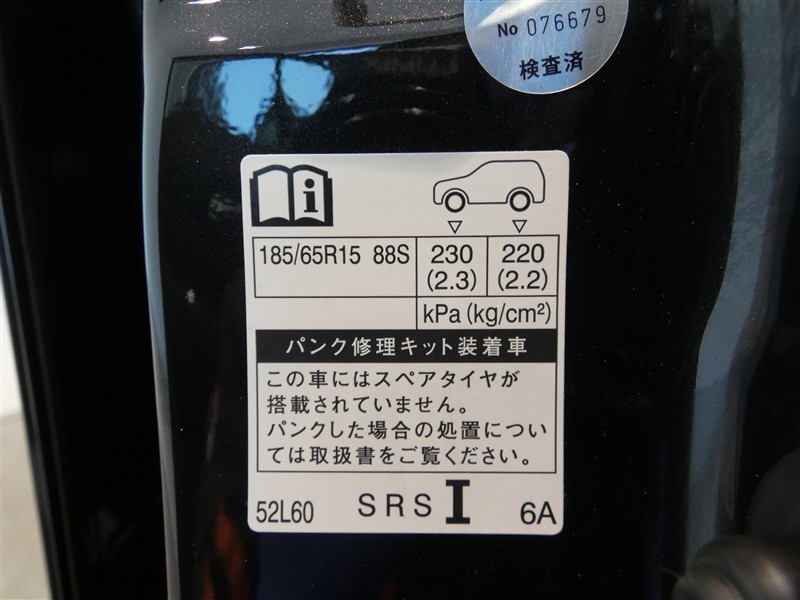 No 076679
検査済
185/65R15 88S 230 220
(2.3) (2.2)
kPa (kg/cm²)
パンク修理キット装着車
この車にはスペアタイヤが
搭載されていません。
パンクした場合の処置につい
ては取扱書をご覧ください。
52L60 SRS I 6A